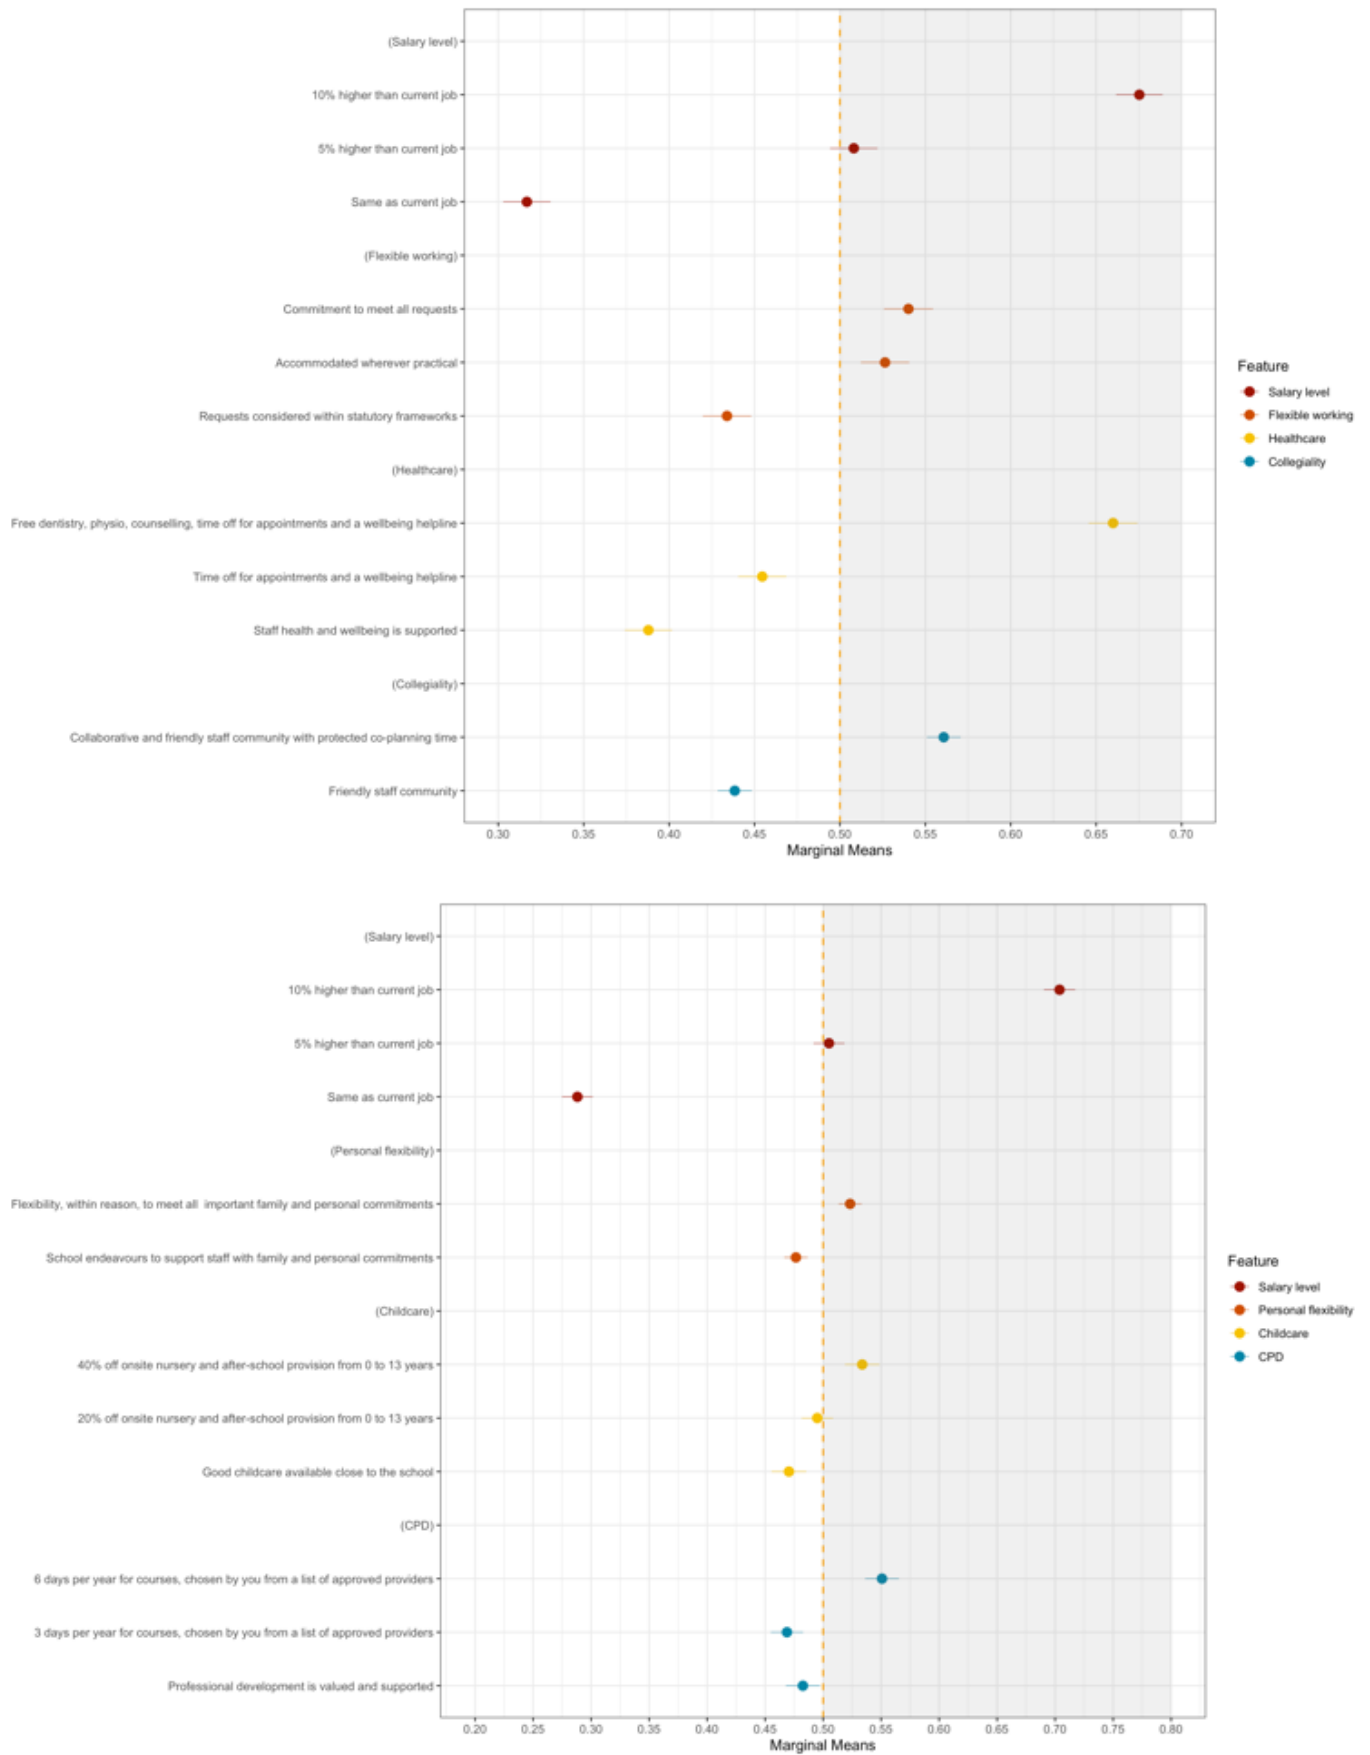 (Salary level)
10% higher than current job
5% higher than current job
Same as current job
(Flexible working)
Commitment to meet all requests
Accommodated wherever practical
Requests considered within statutory frameworks
(Healthcare)
Free dentistry, physio, counselling, time off for appointments and a wellbeing helpline
Time off for appointments and a wellbeing helpline
Staff health and wellbeing is supported
(Collegiality)
Collaborative and friendly staff community with protected co-planning time
Friendly staff community
0.30 0.35 0.40 0.45 0.50 0.55 0.60 0.65 0.70
Marginal Means
Feature
Salary level
Flexible working
Healthcare
Collegiality
(Salary level)
10% higher than current job
5% higher than current job
Same as current job
(Personal flexibility)
Flexibility, within reason, to meet all important family and personal commitments
School endeavours to support staff with family and personal commitments
(Childcare)
40% off onsite nursery and after-school provision from 0 to 13 years
20% off onsite nursery and after-school provision from 0 to 13 years
Good childcare available close to the school
(CPD)
6 days per year for courses, chosen by you from a list of approved providers
3 days per year for courses, chosen by you from a list of approved providers
Professional development is valued and supported
0.20 0.25 0.30 0.35 0.40 0.45 0.50 0.55 0.60 0.65 0.70 0.75 0.80
Marginal Means
Feature
Salary level
Personal flexibility
Childcare
CPD